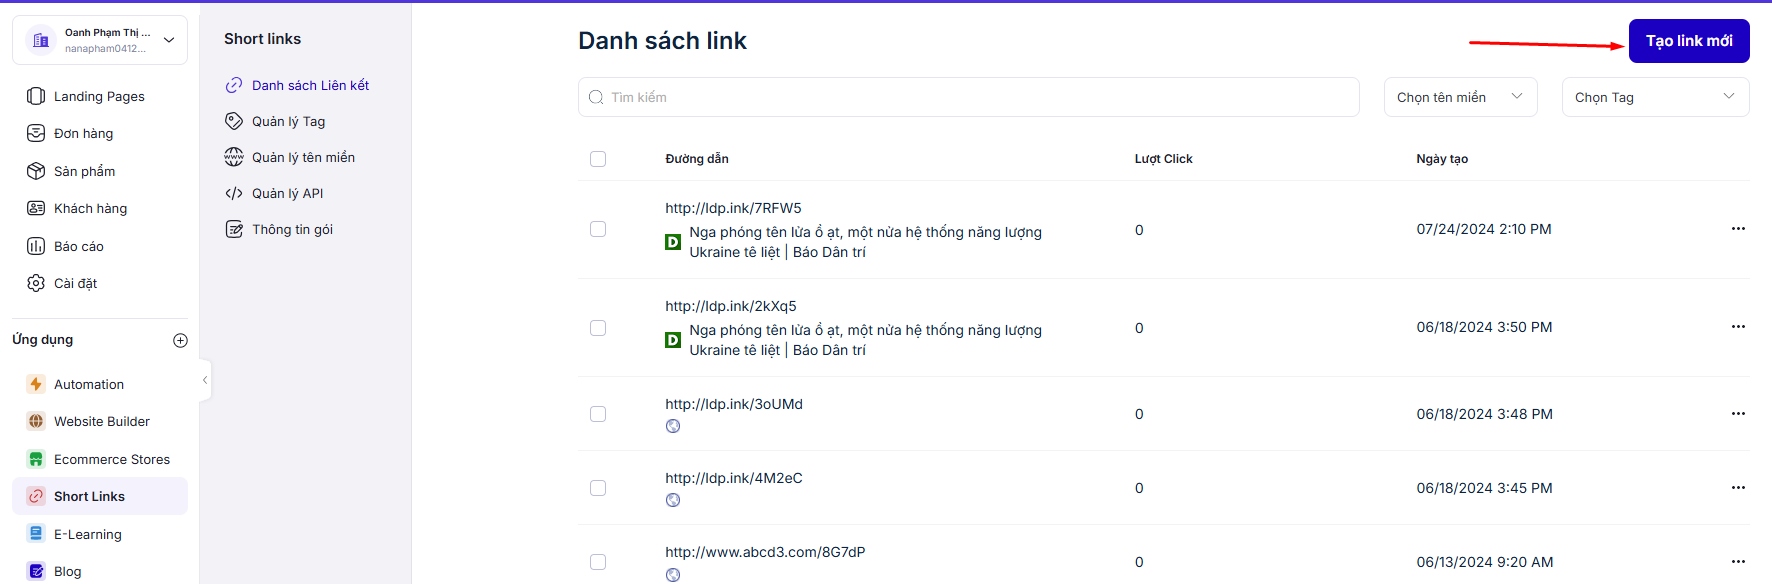 Oanh Phạm Thị ...
nanapham0412...
Landing Pages
Đơn hàng
Sản phẩm
Khách hàng
Báo cáo
Cài đặt
Ứng dụng
Automation
Website Builder
Ecommerce Stores
Short Links
E-Learning
Blog
Short links
Danh sách Liên kết
Quản lý Tag
Quản lý tên miền
Quản lý API
Thông tin gói
Danh sách link
Tạo link mới
Tìm kiếm
Chọn tên miền
Chọn Tag
Đường dẫn Lượt Click Ngày tạo
http://ldp.ink/7RFW5
D Nga phóng tên lửa ồ ạt, một nửa hệ thống năng lượng
Ukraine tê liệt | Báo Dân trí
0
07/24/2024 2:10 PM
http://ldp.ink/2kXq5
D Nga phóng tên lửa ồ ạt, một nửa hệ thống năng lượng
Ukraine tê liệt | Báo Dân trí
0
06/18/2024 3:50 PM
http://ldp.ink/3oUMd
0
06/18/2024 3:48 PM
http://ldp.ink/4M2eC
0
06/18/2024 3:45 PM
http://www.abcd3.com/8G7dP
0
06/13/2024 9:20 AM